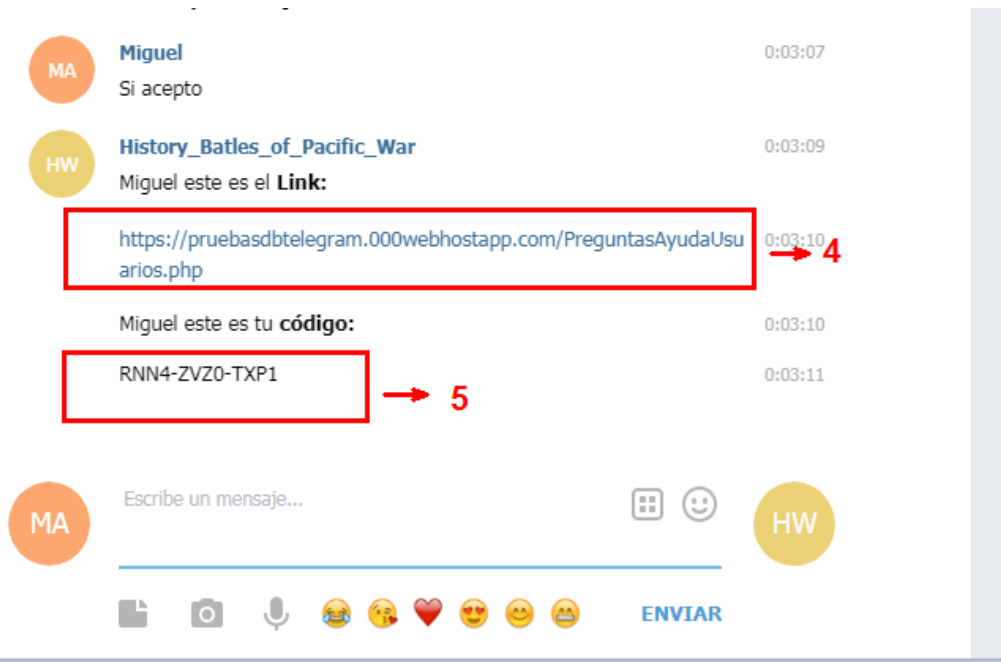 MA
Miguel 0:03:07
Si acepto
HW
History_Batles_of_Pacific_War 0:03:09
Miguel este es el Link:
https://pruebasdbtelegram.000webhostapp.com/PreguntasAyudaUsu 0:03:10
arios.php
4
Miguel este es tu código: 0:03:10
RNN4-ZVZ0-TXP1 0:03:11
5
MA
Escribe un mensaje...
HW
ENVIAR